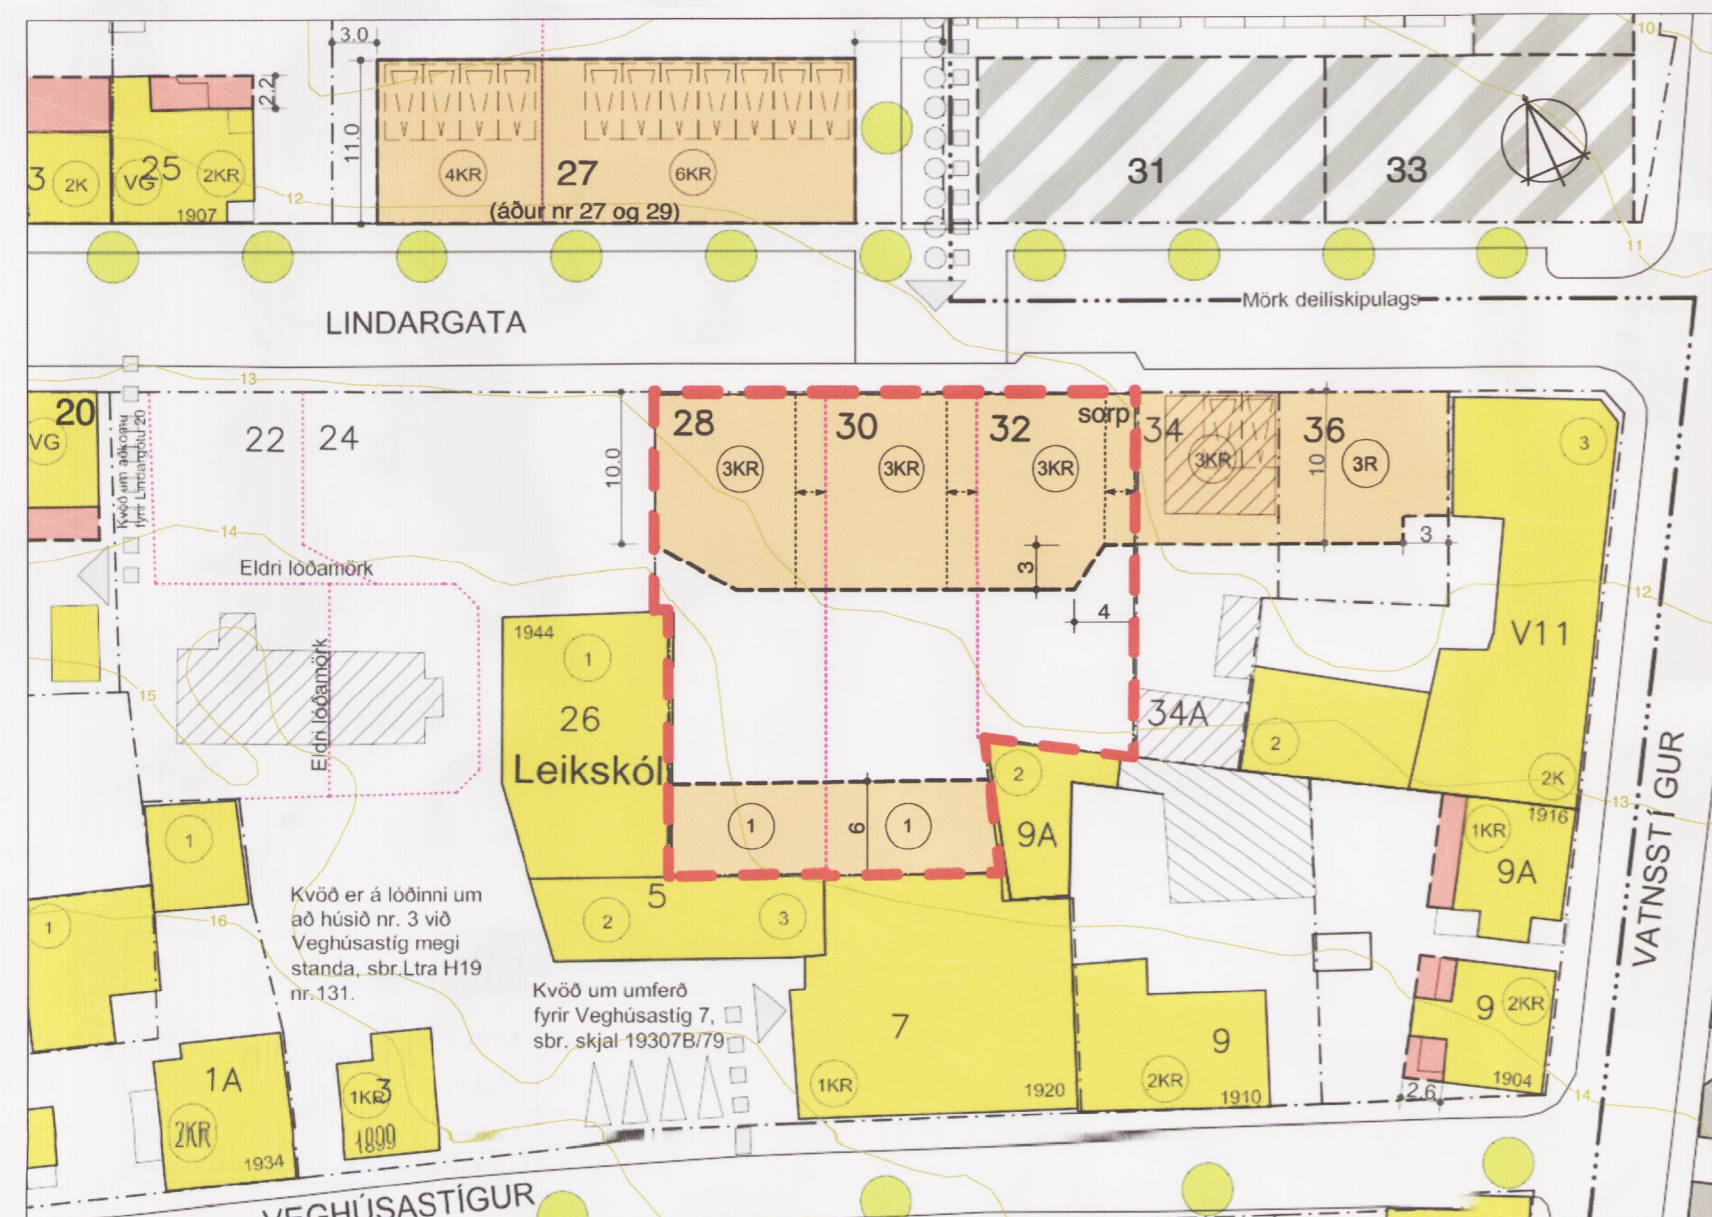 3.0
2.2
11.0
3
2K
VG
25
2KR
1907
12
4KR
27
6KR
(áður nr 27 og 29)
31
33
10
11
LINDARGATA
Mörk deiliskipulags
13
20
VG
Kvöð um aðkomu
fyrir Lindargötu 20
22
24
10.0
28
3KR
30
3KR
32
3KR
sorp
34
3KR
36
10
3R
3
3
4
3
14
Eldri lóðamörk
Eldri lóðamörk
15
1944
1
26
Leikskól
34A
V11
12
2
2K
13
1916
1
1
6
1
2
9A
1KR
9A
VATNSSTÍGUR
1
16
Kvöð er á lóðinni um
að húsið nr. 3 við
Veghúsastíg megi
standa, sbr.Ltra H19
nr.131.
5
2
3
Kvöð um umferð
fyrir Veghúsastíg 7,
sbr. skjal 19307B/79
7
1KR
1920
9
2KR
1910
9
2KR
1904
2.6
14
1A
2KR
1934
3
1KR
1899
VEGHÚSASTÍGUR